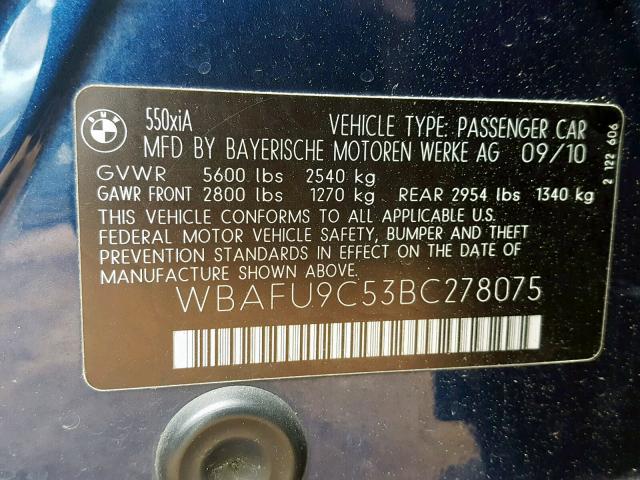 BMW
550xiA VEHICLE TYPE: PASSENGER CAR
MFD BY BAYERISCHE MOTOREN WERKE AG 09/10
GVWR 5600 lbs 2540 kg
GAWR FRONT 2800 lbs 1270 kg REAR 2954 lbs 1340 kg
THIS VEHICLE CONFORMS TO ALL APPLICABLE U.S.
FEDERAL MOTOR VEHICLE SAFETY, BUMPER AND THEFT
PREVENTION STANDARDS IN EFFECT ON THE DATE OF
MANUFACTURE SHOWN ABOVE
WBAFU9C53BC278075
2 122 606